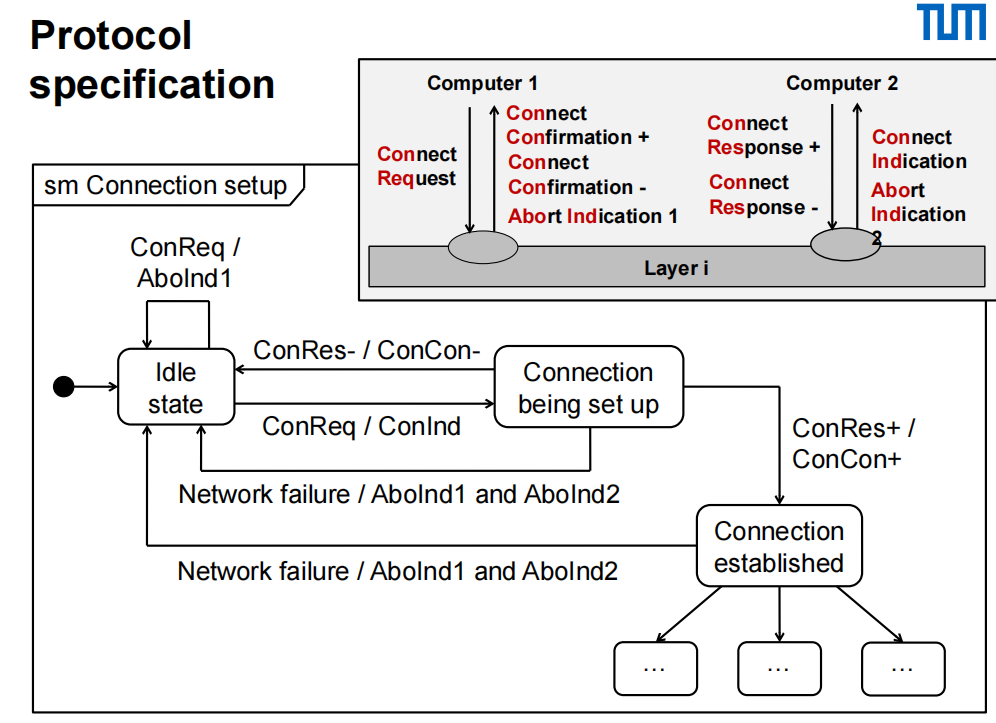 Protocol
specification
TUM
Computer 1
Computer 2
Connect
Request
Connect
Confirmation +
Connect
Confirmation -
Abort Indication 1
Connect
Response +
Connect
Response -
Connect
Indication
Abort
Indication
2
Layer i
sm Connection setup
ConReq /
AboInd1
Idle
state
ConRes- / ConCon-
ConReq / ConInd
Connection
being set up
ConRes+ /
ConCon+
Network failure / AboInd1 and AboInd2
Connection
established
Network failure / AboInd1 and AboInd2
...
...
...